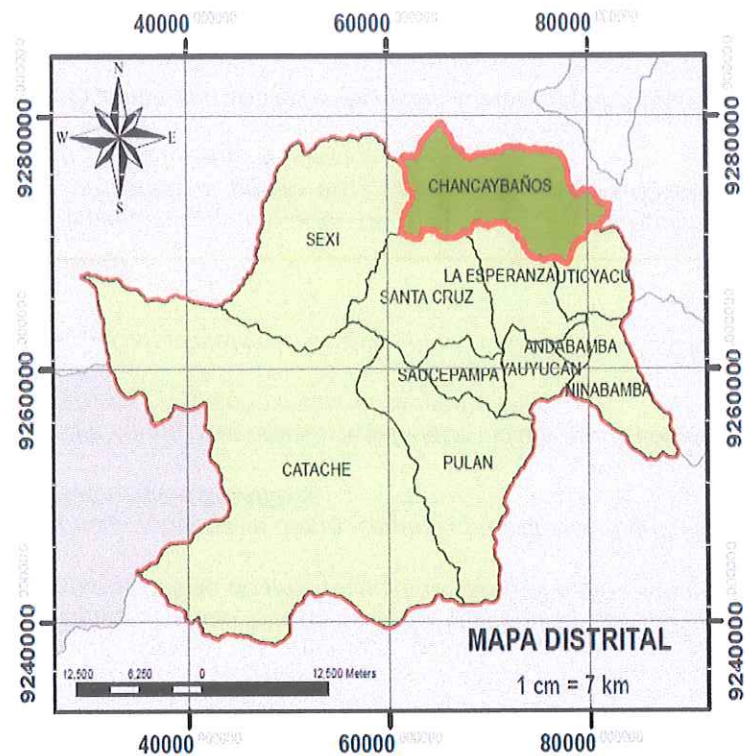 40000 60000 80000
N
W E
S
9280000 9280000
CHANCAYBAÑOS
SEXI
LA ESPERANZA UTICYACU
SANTA CRUZ
ANDABAMBA
SAUCEPAMPA YAUYUCAN
NINABAMBA
9260000 9260000
CATACHE PULAN
9240000 9240000
MAPA DISTRITAL
12,500 6,250 0 12,500 Meters
1 cm = 7 km
40000 60000 80000